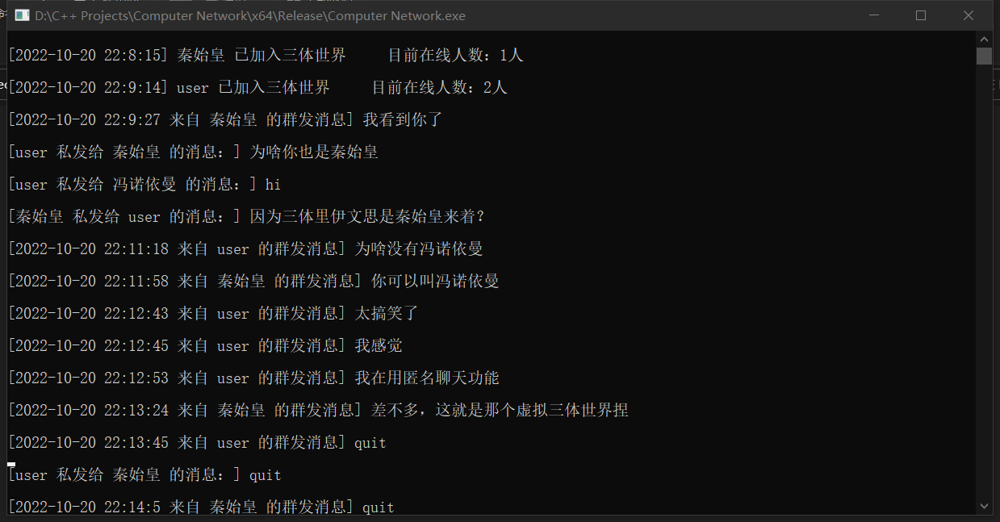 D:\C++ Projects\Computer Network\x64\Release\Computer Network.exe
[2022-10-20 22:8:15] 秦始皇 已加入三体世界     目前在线人数：1人
[2022-10-20 22:9:14] user 已加入三体世界     目前在线人数：2人
[2022-10-20 22:9:27 来自 秦始皇 的群发消息] 我看到你了
[user 私发给 秦始皇 的消息：] 为啥你也是秦始皇
[user 私发给 冯诺依曼 的消息：] hi
[秦始皇 私发给 user 的消息：] 因为三体里伊文思是秦始皇来着？
[2022-10-20 22:11:18 来自 user 的群发消息] 为啥没有冯诺依曼
[2022-10-20 22:11:58 来自 秦始皇 的群发消息] 你可以叫冯诺依曼
[2022-10-20 22:12:43 来自 user 的群发消息] 太搞笑了
[2022-10-20 22:12:45 来自 user 的群发消息] 我感觉
[2022-10-20 22:12:53 来自 user 的群发消息] 我在用匿名聊天功能
[2022-10-20 22:13:24 来自 秦始皇 的群发消息] 差不多，这就是那个虚拟三体世界捏
[2022-10-20 22:13:45 来自 user 的群发消息] quit
[user 私发给 秦始皇 的消息：] quit
[2022-10-20 22:14:5 来自 秦始皇 的群发消息] quit